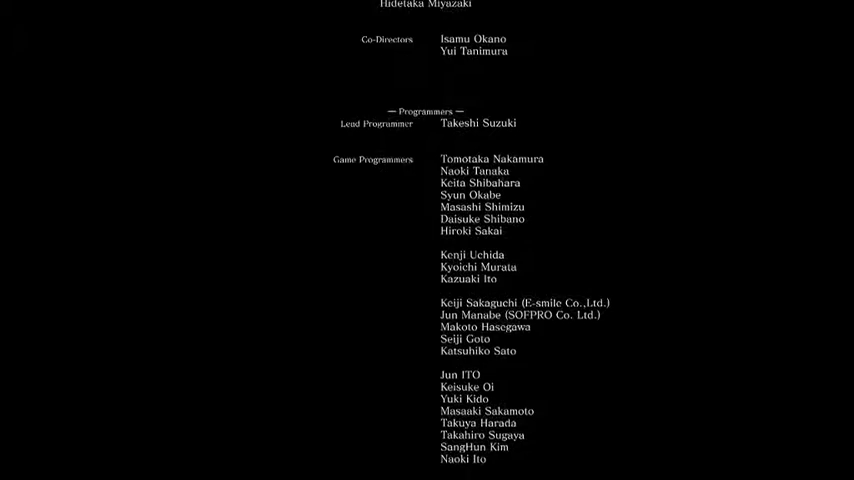 Hidetaka Miyazaki
Co-Directors Isamu Okano
Yui Tanimura
— Programmers —
Lead Programmer Takeshi Suzuki
Game Programmers Tomotaka Nakamura
Naoki Tanaka
Keita Shibahara
Syun Okabe
Masashi Shimizu
Daisuke Shibano
Hiroki Sakai
Kenji Uchida
Kyoichi Murata
Kazuaki Ito
Keiji Sakaguchi (E-smile Co.,Ltd.)
Jun Manabe (SOFPRO Co. Ltd.)
Makoto Hasegawa
Seiji Goto
Katsuhiko Sato
Jun ITO
Keisuke Oi
Yuki Kido
Masaaki Sakamoto
Takuya Harada
Takahiro Sugaya
SangHun Kim
Naoki Ito